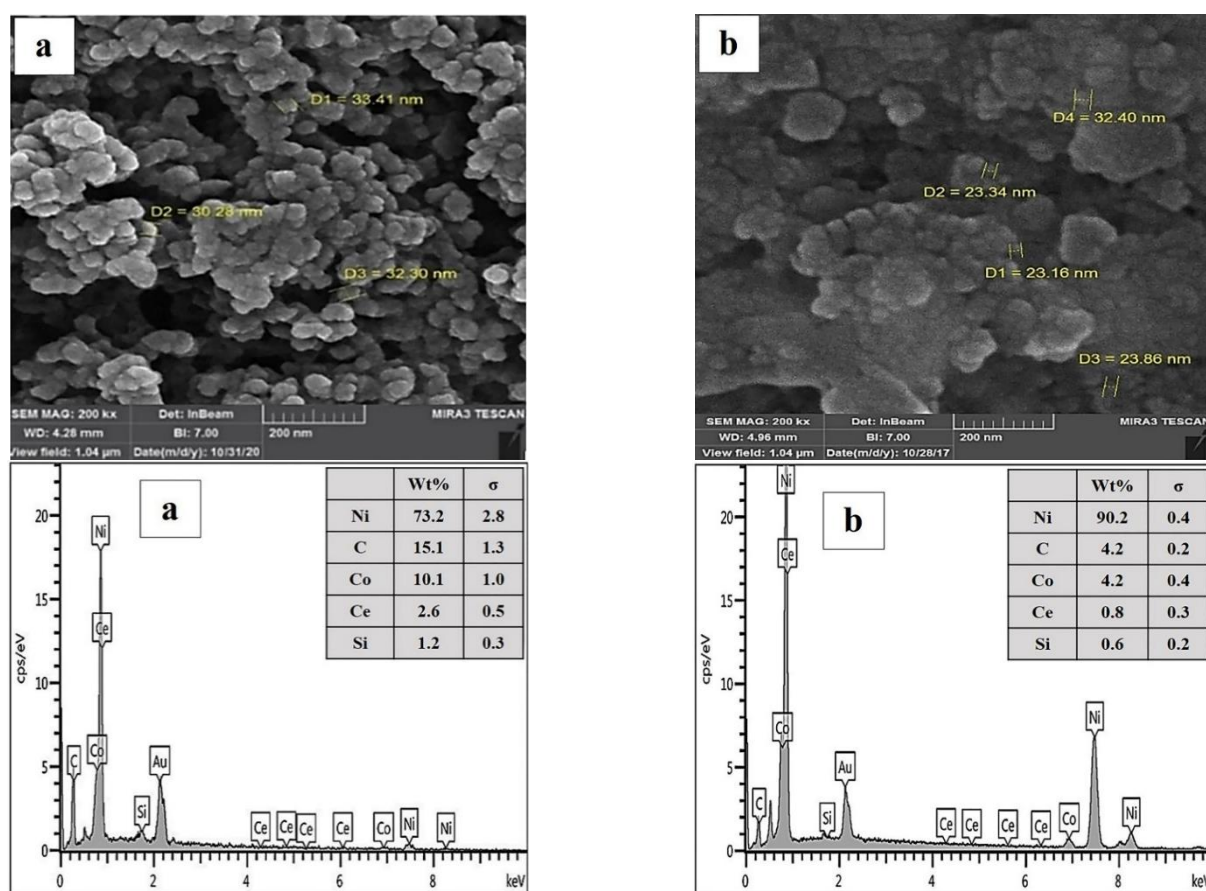 a
D1 = 33.41 nm
D2 = 30.28 nm
D3 = 32.30 nm
SEM MAG: 200 kx Det: InBeam MIRA3 TESCAN
WD: 4.28 mm BI: 7.00 200 nm
View field: 1.04 µm Date(m/d/y): 10/31/20
b
D4 = 32.40 nm
D2 = 23.34 nm
D1 = 23.16 nm
D3 = 23.86 nm
SEM MAG: 200 kx Det: InBeam MIRA3 TESCAN
WD: 4.96 mm BI: 7.00 200 nm
View field: 1.04 µm Date(m/d/y): 10/28/17
a
Wt% σ
Ni 73.2 2.8
C 15.1 1.3
Co 10.1 1.0
Ce 2.6 0.5
Si 1.2 0.3
cps/eV
20
15
10
5
0
Ni
Ce
C Co Si Au Ce Ce Ce Ce Co Ni Ni
0 2 4 6 8 keV
b
Wt% σ
Ni 90.2 0.4
C 4.2 0.2
Co 4.2 0.4
Ce 0.8 0.3
Si 0.6 0.2
cps/eV
20
15
10
5
0
Ni
Ce
Co
Ni
C Si Au Ce Ce Ce Ce Co Ni
0 2 4 6 8 keV